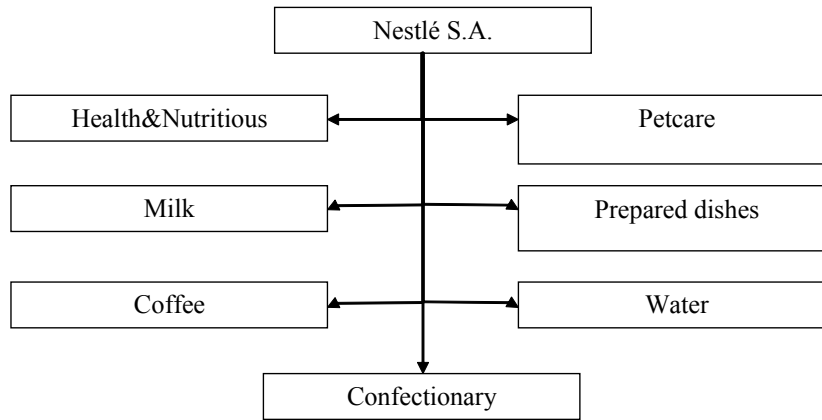 Nestlé S.A.
Health&Nutritious
Petcare
Milk
Prepared dishes
Coffee
Water
Confectionary